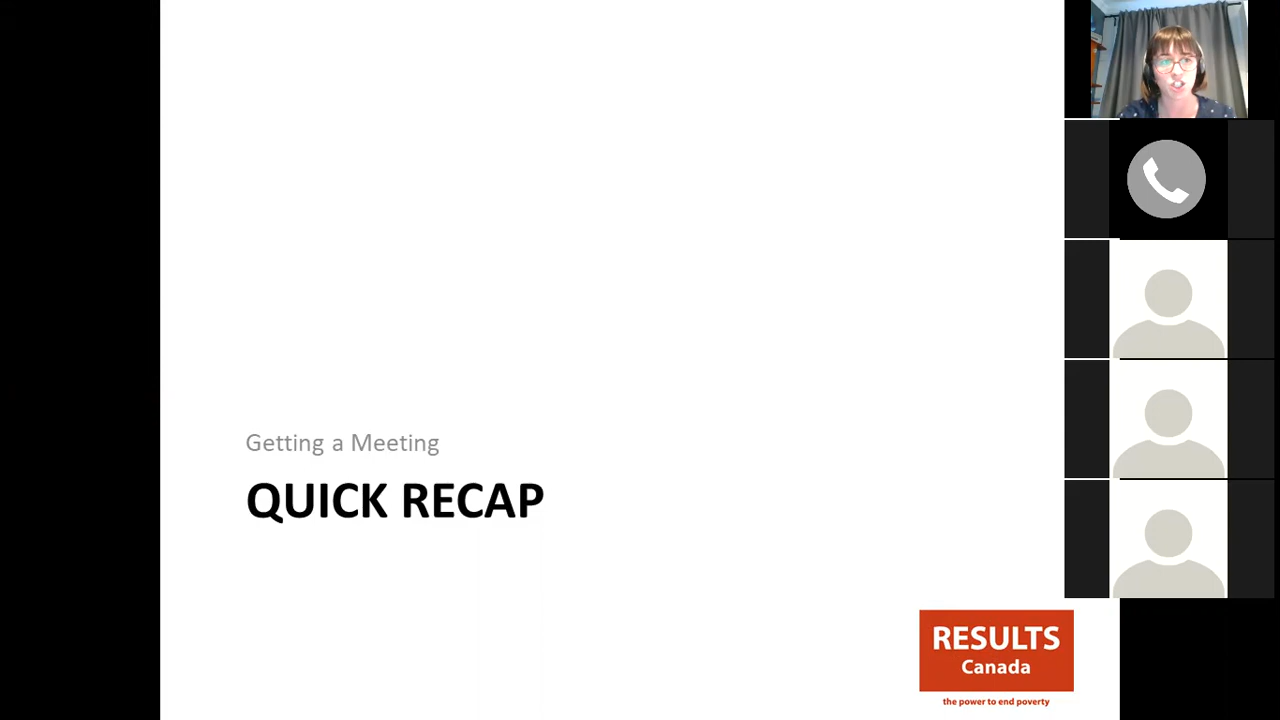 Getting a Meeting
QUICK RECAP
RESULTS
Canada
the power to end poverty